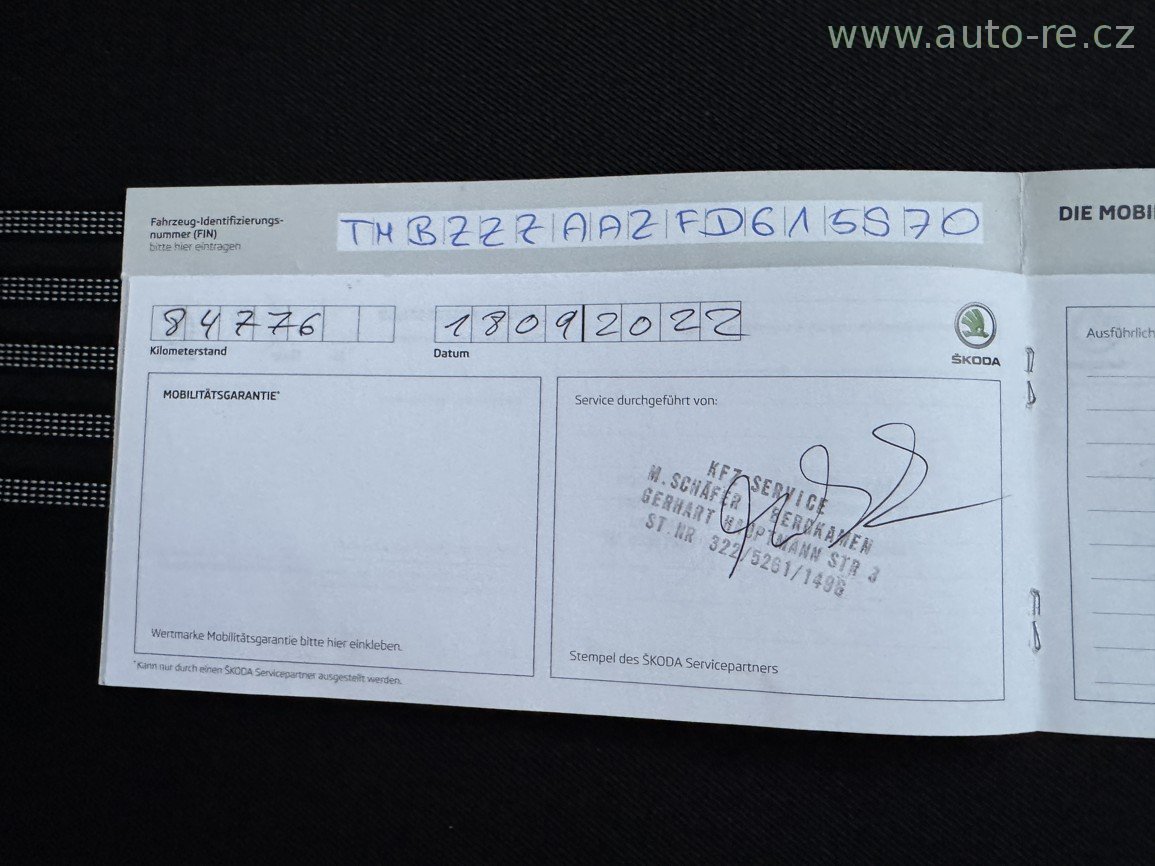 www.auto-re.cz
Fahrzeug-Identifizierungs-
nummer (FIN)
bitte hier eintragen
TMBZZZAAZFD615S70
DIE MOBI
84776
Kilometerstand
18092022
Datum
ŠKODA
MOBILITÄTSGARANTIE*
Wertmarke Mobilitätsgarantie bitte hier einkleben.
*Kann nur durch einen ŠKODA Servicepartner ausgestellt werden.
Service durchgeführt von:
KFZ SERVICE
M. SCHÄFER BERGKAMEN
GERHART HAUPTMANN STR 3
ST.NR 322/5261/1496
Stempel des ŠKODA Servicepartners
Ausführlich